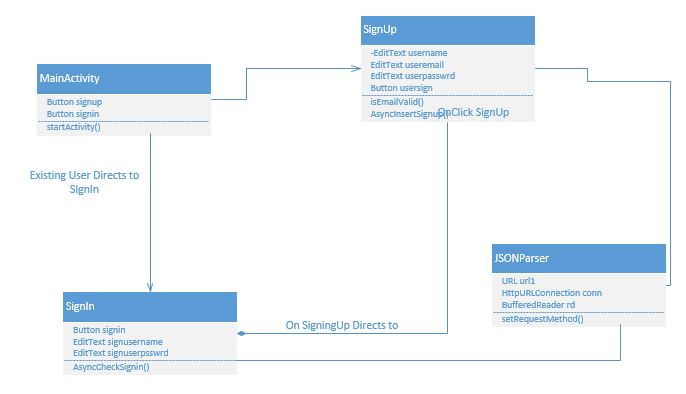 SignUp
-EditText username
EditText useremail
EditText userpasswrd
Button usersign
isEmailValid()
AsyncInsertSignup()
OnClick SignUp
MainActivity
Button signup
Button signin
startActivity()
Existing User Directs to
SIgnIn
JSONParser
URL url1
HttpURLConnection conn
BufferedReader rd
setRequestMethod()
SignIn
Button signin
EditText signusername
EditText signuserpsswrd
AsyncCheckSignin()
On SigningUp Directs to